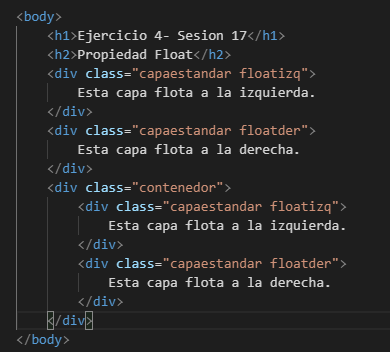 <body>
<h1>Ejercicio 4- Sesion 17</h1>
<h2>Propiedad Float</h2>
<div class="capaestandar floatizq">
Esta capa flota a la izquierda.
</div>
<div class="capaestandar floatder">
Esta capa flota a la derecha.
</div>
<div class="contenedor">
<div class="capaestandar floatizq">
Esta capa flota a la izquierda.
</div>
<div class="capaestandar floatder">
Esta capa flota a la derecha.
</div>
</div>
</body>